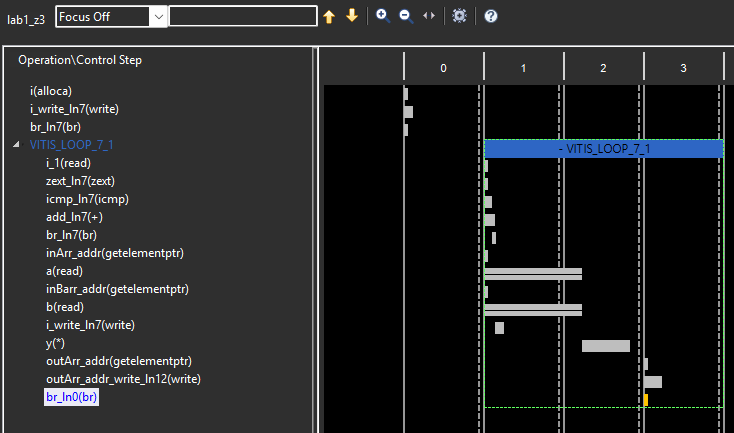 lab1_z3 Focus Off
Operation\Control Step 0 1 2 3
i(alloca)
i_write_ln7(write)
br_ln7(br)
VITIS_LOOP_7_1 - VITIS_LOOP_7_1
i_1(read)
zext_ln7(zext)
icmp_ln7(icmp)
add_ln7(+)
br_ln7(br)
inArr_addr(getelementptr)
a(read)
inBarr_addr(getelementptr)
b(read)
i_write_ln7(write)
y(*)
outArr_addr(getelementptr)
outArr_addr_write_ln12(write)
br_ln0(br)